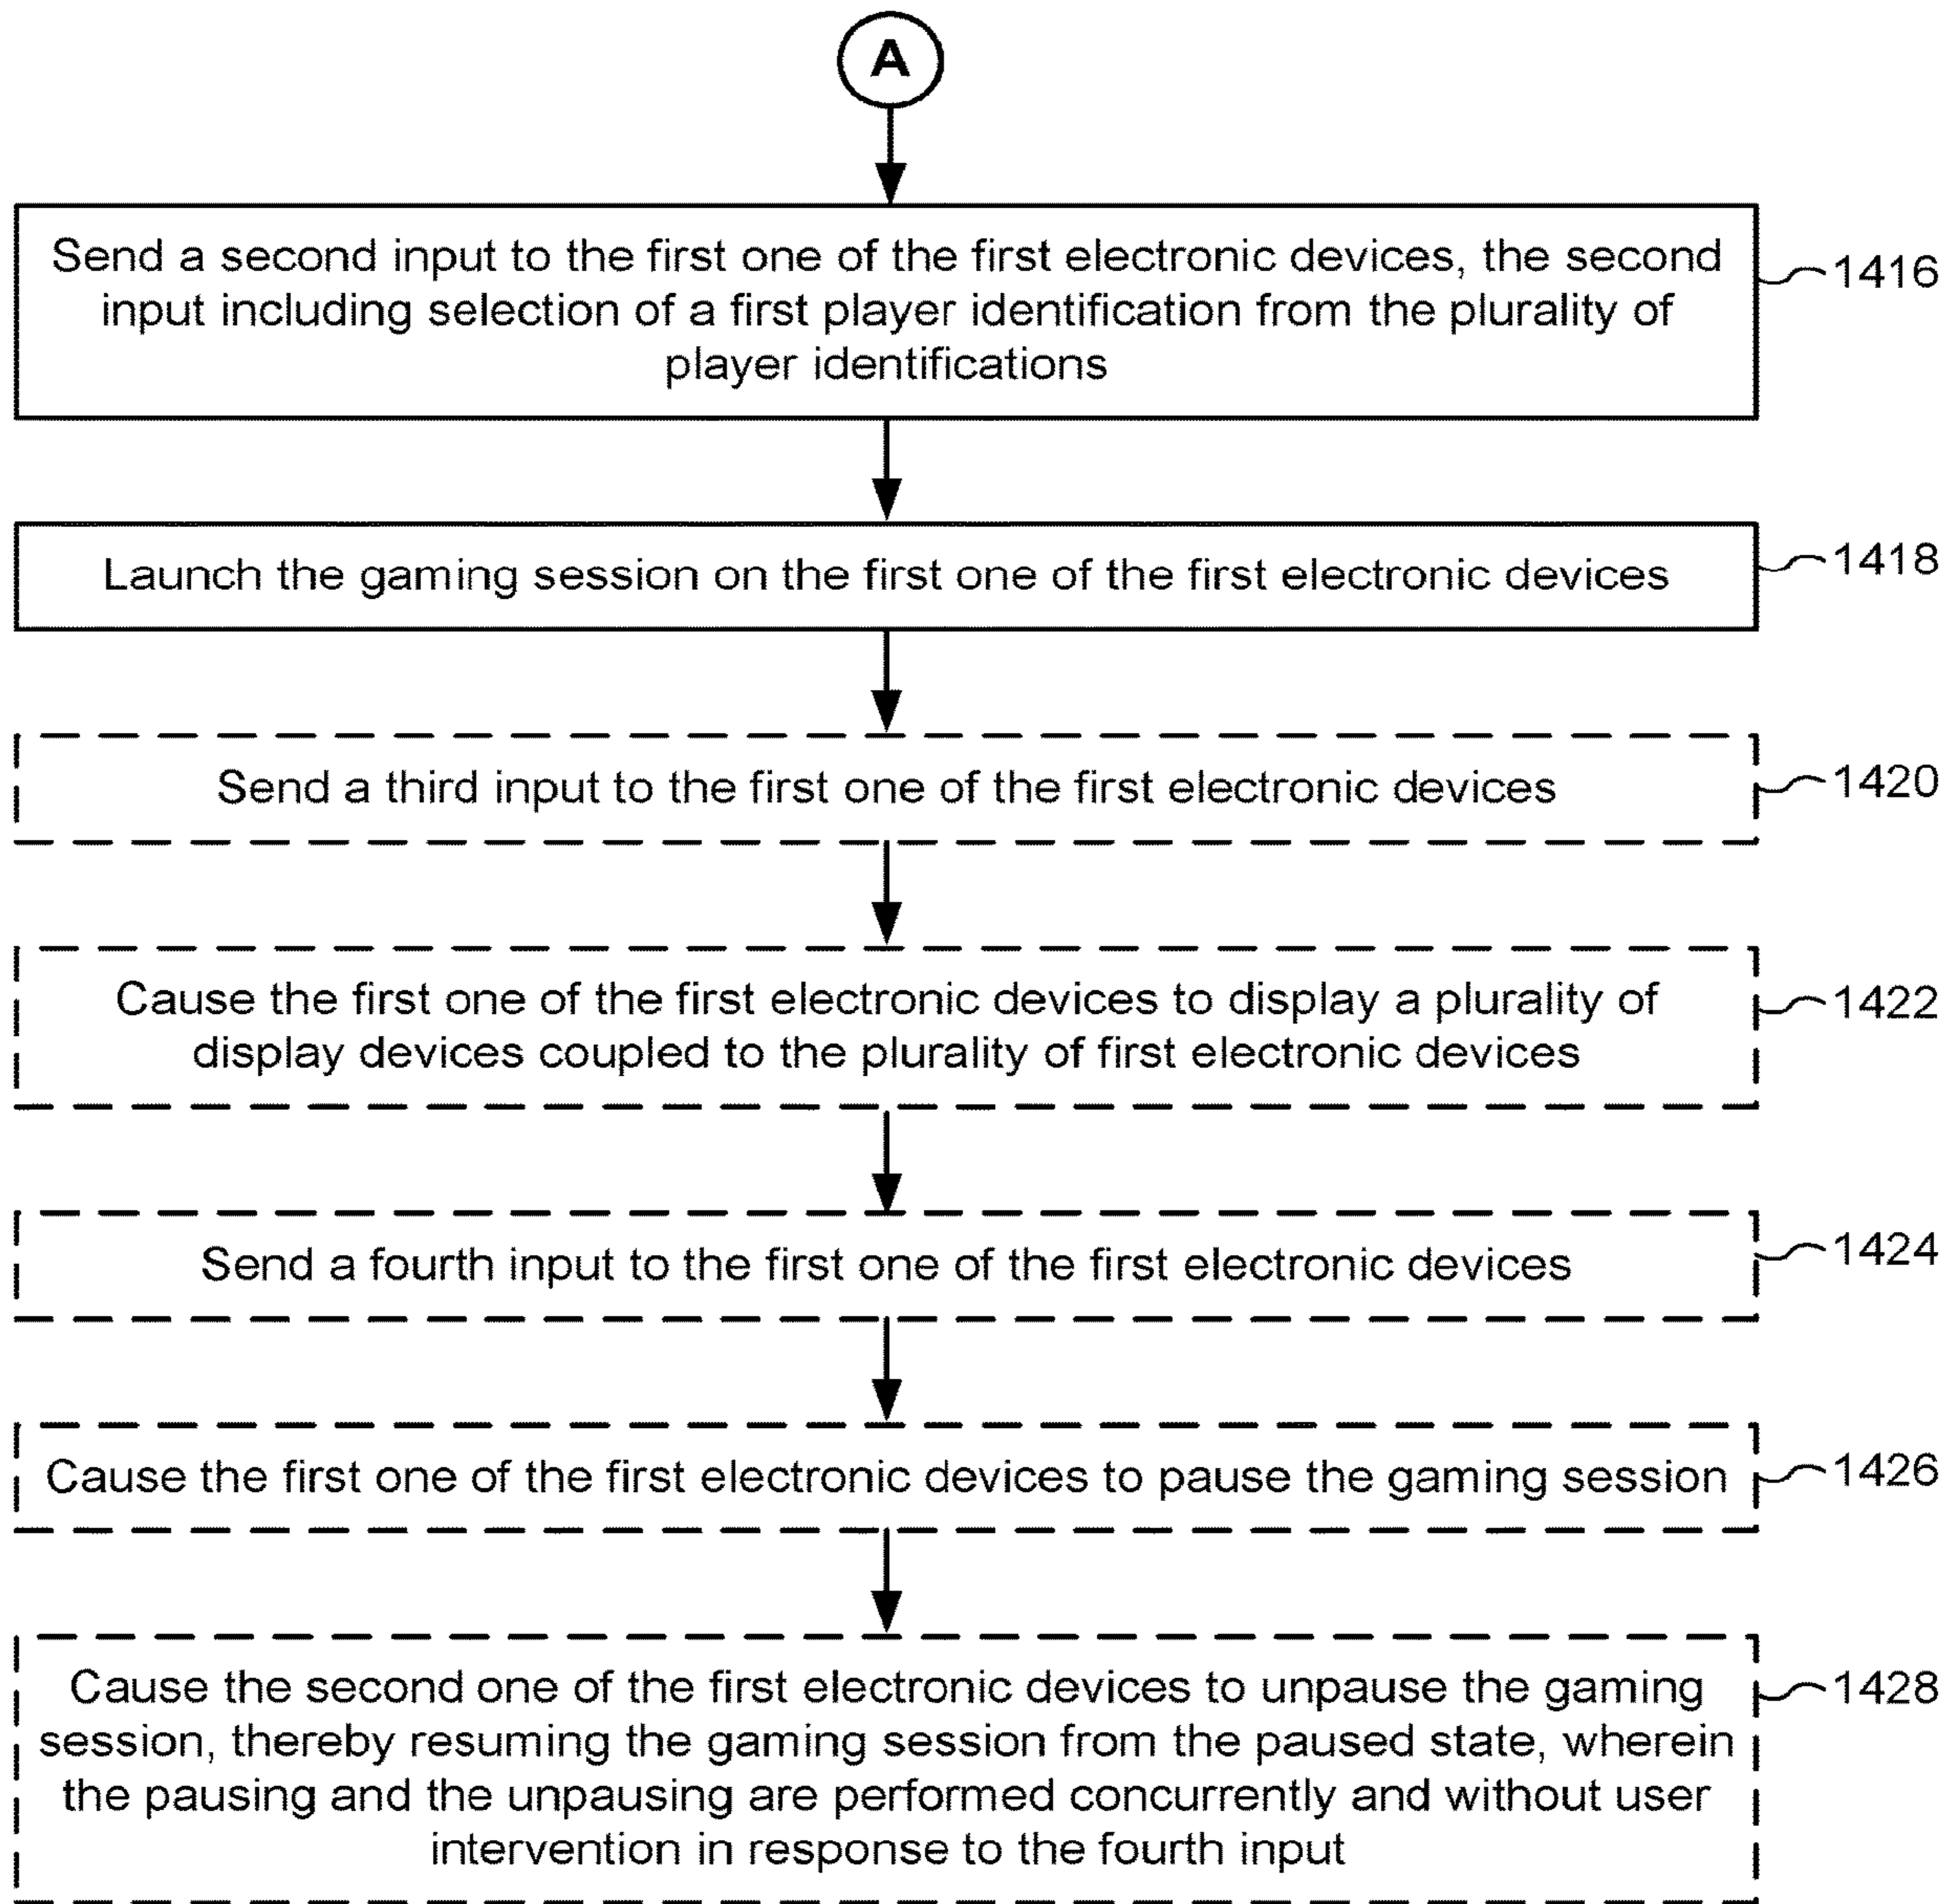 A
Send a second input to the first one of the first electronic devices, the second
input including selection of a first player identification from the plurality of
player identifications
1416
Launch the gaming session on the first one of the first electronic devices
1418
Send a third input to the first one of the first electronic devices
1420
Cause the first one of the first electronic devices to display a plurality of
display devices coupled to the plurality of first electronic devices
1422
Send a fourth input to the first one of the first electronic devices
1424
Cause the first one of the first electronic devices to pause the gaming session
1426
Cause the second one of the first electronic devices to unpause the gaming
session, thereby resuming the gaming session from the paused state, wherein
the pausing and the unpausing are performed concurrently and without user
intervention in response to the fourth input
1428